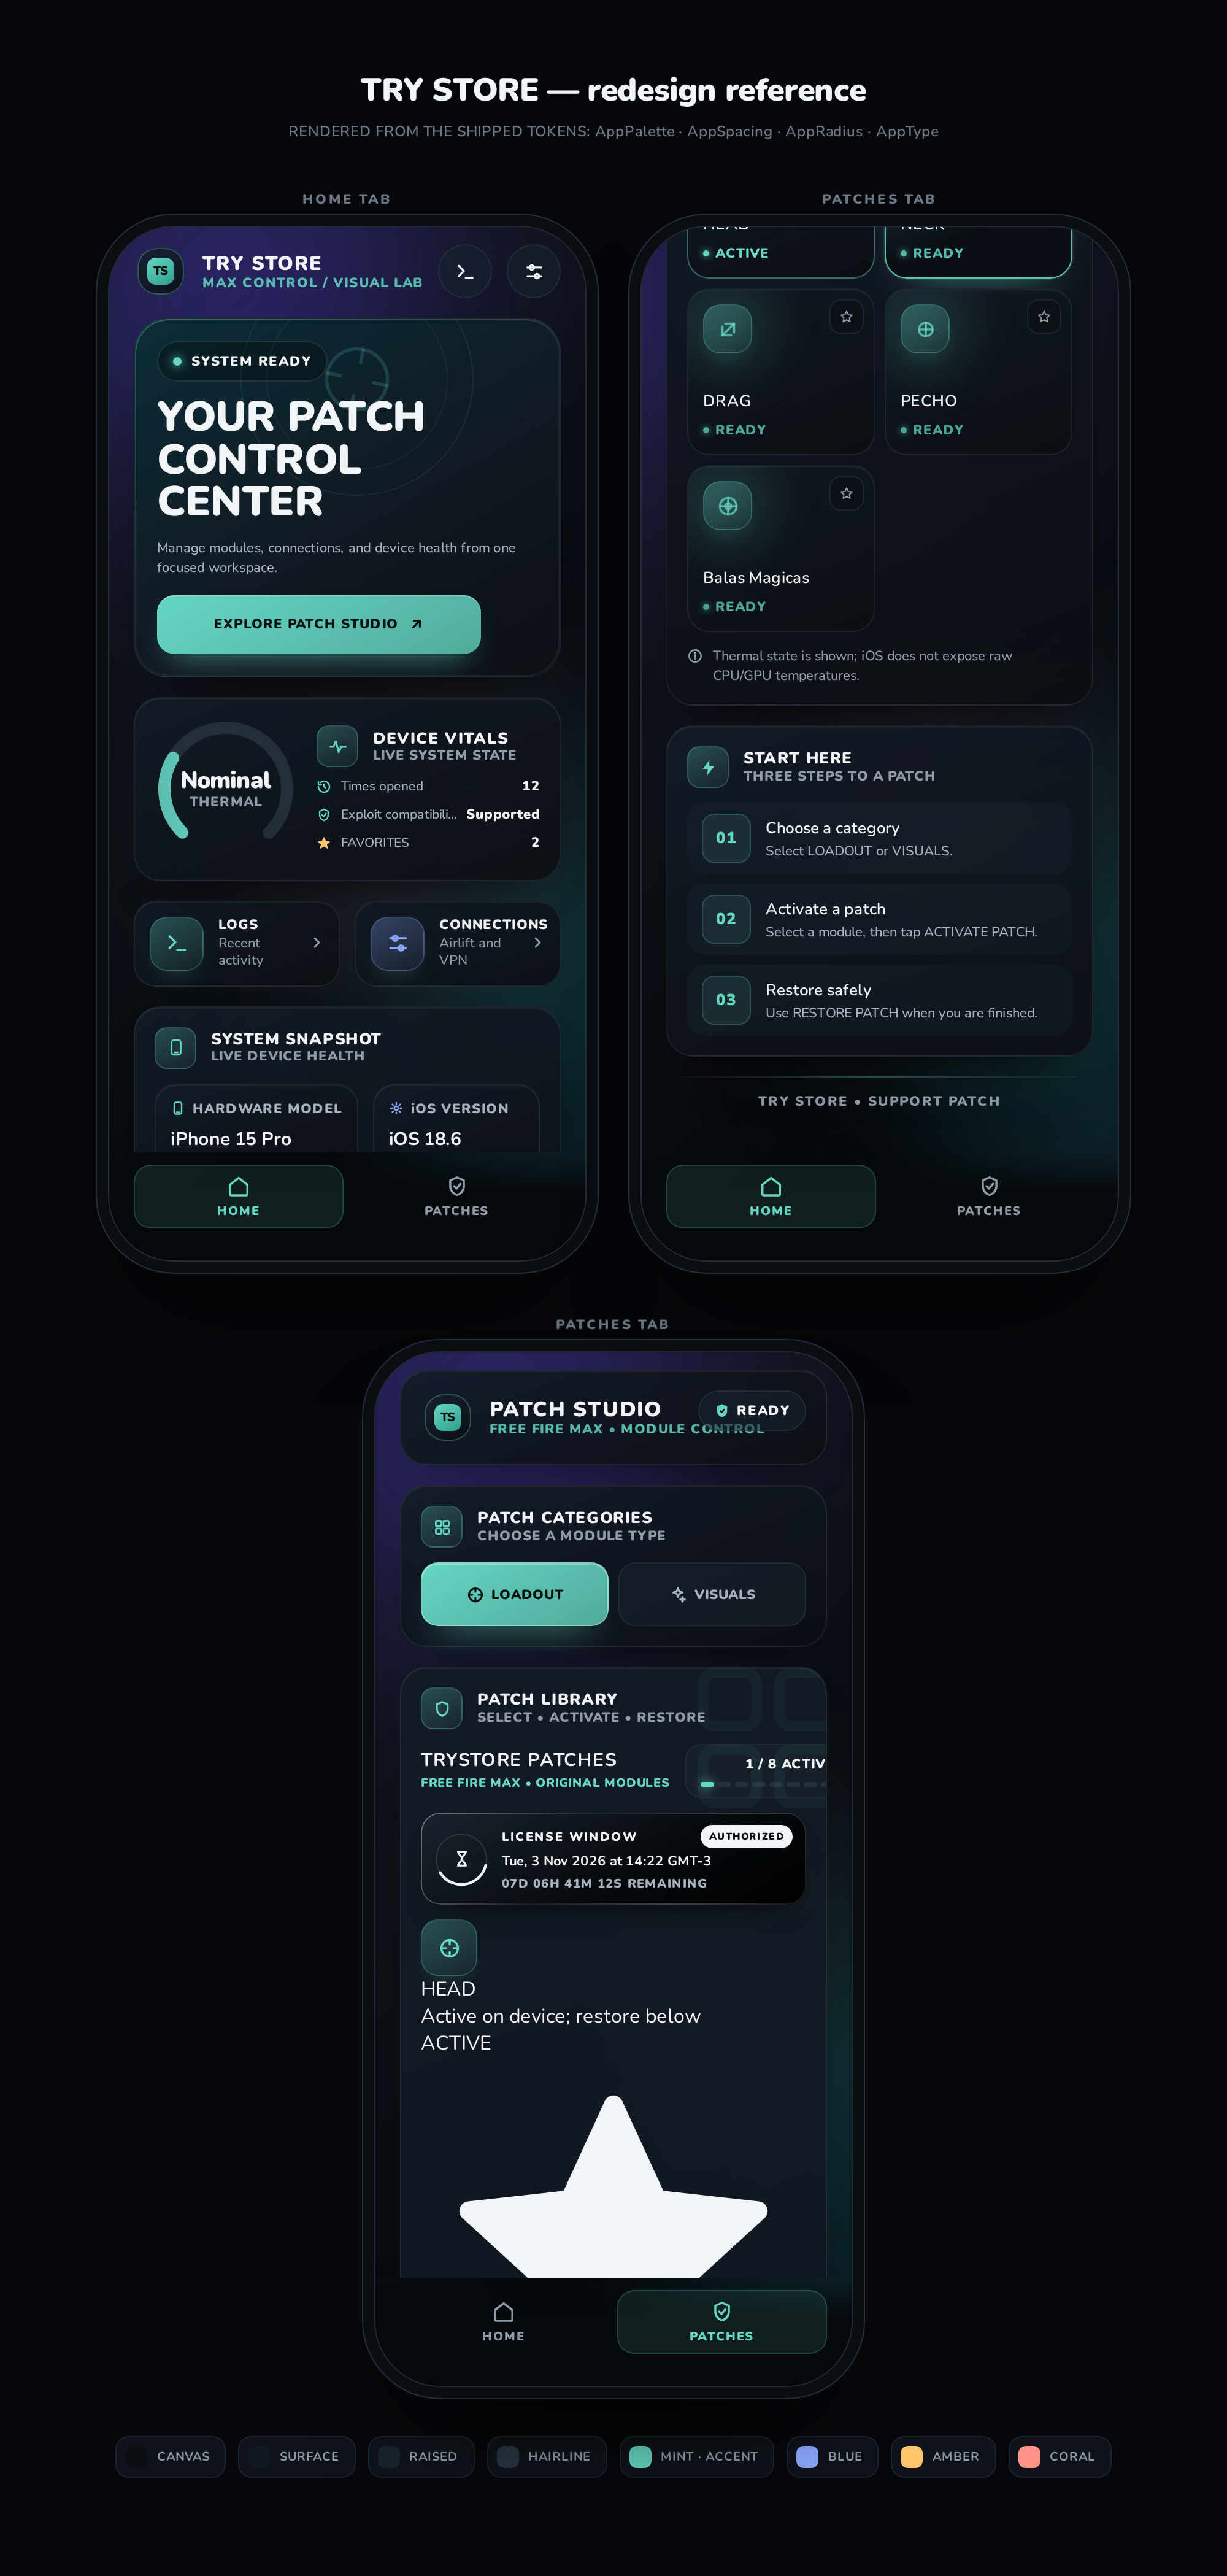 TRY STORE — redesign reference
RENDERED FROM THE SHIPPED TOKENS: AppPalette · AppSpacing · AppRadius · AppType
HOME TAB
TS
TRY STORE
MAX CONTROL / VISUAL LAB
SYSTEM READY
YOUR PATCH
CONTROL
CENTER
Manage modules, connections, and device health from one
focused workspace.
EXPLORE PATCH STUDIO
Nominal
THERMAL
DEVICE VITALS
LIVE SYSTEM STATE
Times opened 12
Exploit compatibili... Supported
FAVORITES 2
LOGS
Recent
activity
CONNECTIONS
Airlift and
VPN
SYSTEM SNAPSHOT
LIVE DEVICE HEALTH
HARDWARE MODEL
iPhone 15 Pro
iOS VERSION
iOS 18.6
HOME
PATCHES
PATCHES TAB
HEAD
ACTIVE
NECK
READY
DRAG
READY
PECHO
READY
Balas Magicas
READY
Thermal state is shown; iOS does not expose raw
CPU/GPU temperatures.
START HERE
THREE STEPS TO A PATCH
01
Choose a category
Select LOADOUT or VISUALS.
02
Activate a patch
Select a module, then tap ACTIVATE PATCH.
03
Restore safely
Use RESTORE PATCH when you are finished.
TRY STORE • SUPPORT PATCH
HOME
PATCHES
PATCHES TAB
TS
PATCH STUDIO
FREE FIRE MAX • MODULE CONTROL
READY
PATCH CATEGORIES
CHOOSE A MODULE TYPE
LOADOUT
VISUALS
PATCH LIBRARY
SELECT • ACTIVATE • RESTORE
TRYSTORE PATCHES
FREE FIRE MAX • ORIGINAL MODULES
1 / 8 ACTIV
LICENSE WINDOW
AUTHORIZED
Tue, 3 Nov 2026 at 14:22 GMT-3
07D 06H 41M 12S REMAINING
HEAD
Active on device; restore below
ACTIVE
HOME
PATCHES
CANVAS
SURFACE
RAISED
HAIRLINE
MINT · ACCENT
BLUE
AMBER
CORAL